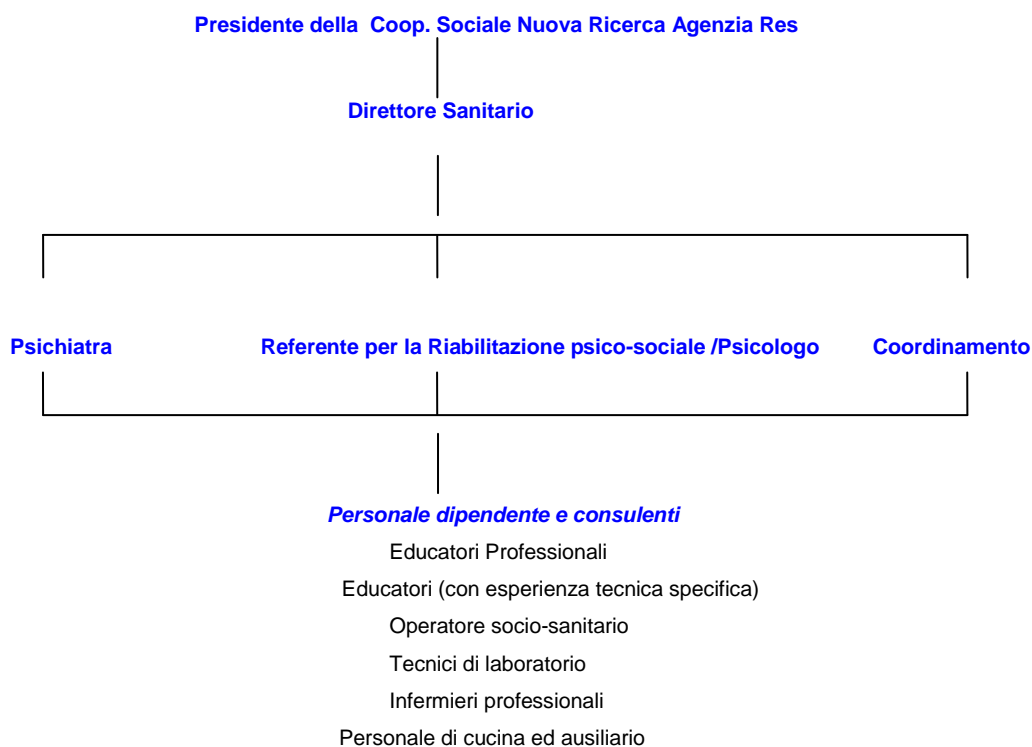 Presidente della Coop. Sociale Nuova Ricerca Agenzia Res
Direttore Sanitario
Psichiatra Referente per la Riabilitazione psico-sociale /Psicologo Coordinamento
Personale dipendente e consulenti
Educatori Professionali
Educatori (con esperienza tecnica specifica)
Operatore socio-sanitario
Tecnici di laboratorio
Infermieri professionali
Personale di cucina ed ausiliario